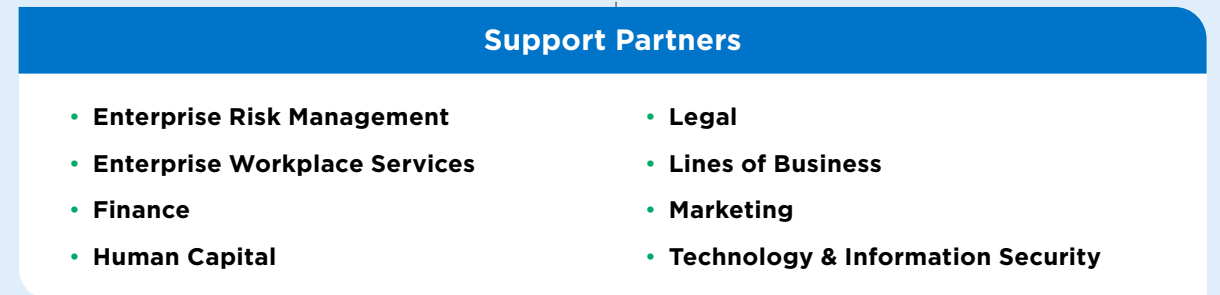 Support Partners
• Enterprise Risk Management
• Enterprise Workplace Services
• Finance
• Human Capital
• Legal
• Lines of Business
• Marketing
• Technology & Information Security